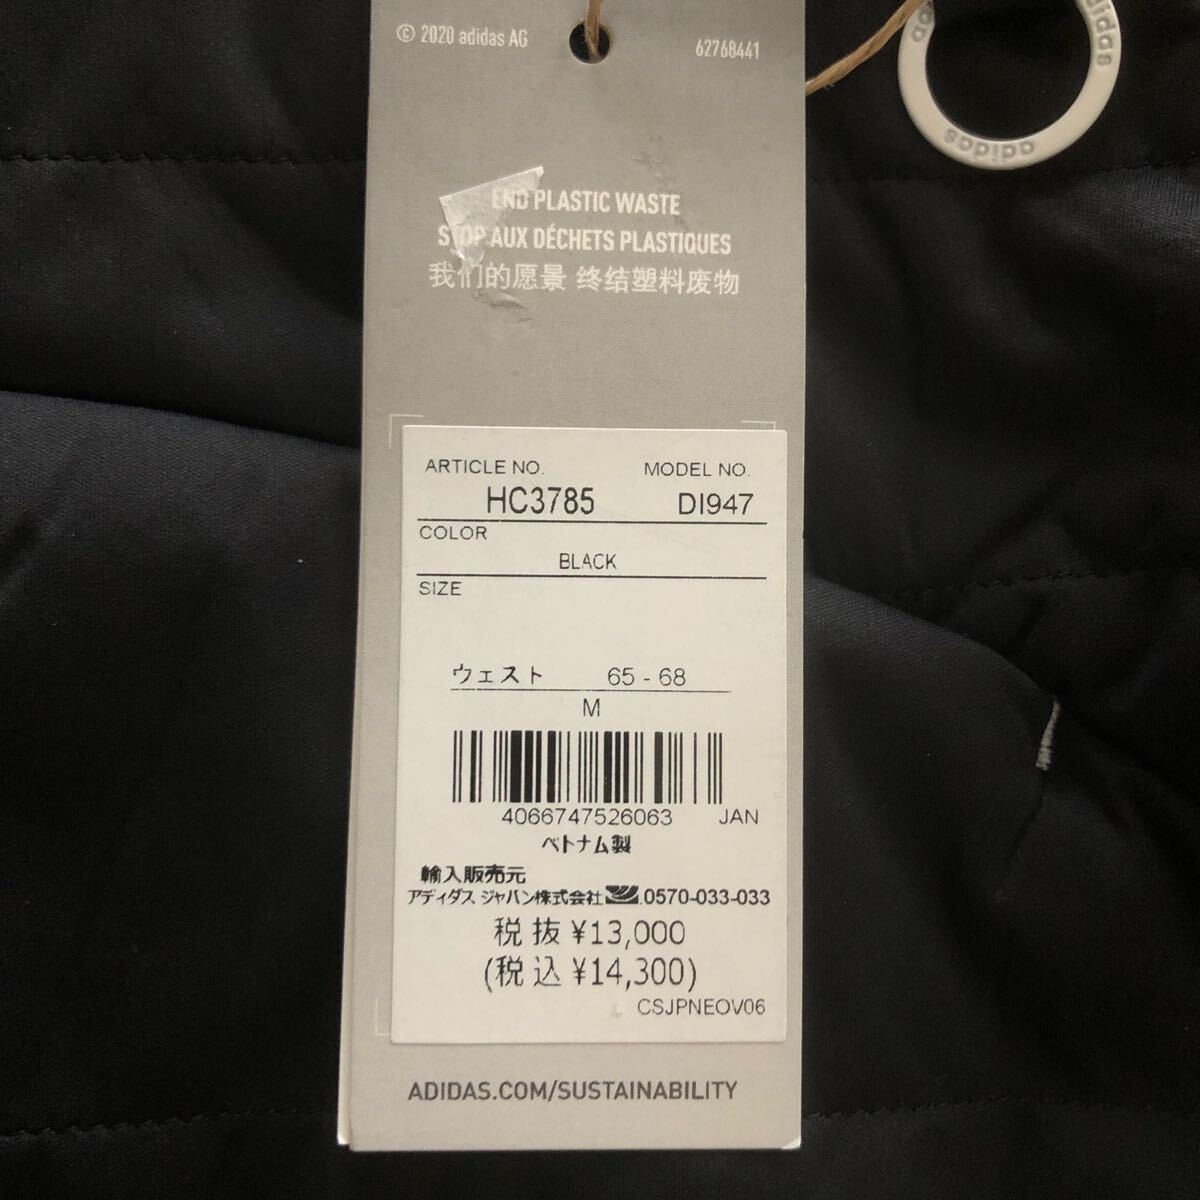 © 2020 adidas AG
62768441
adidas
adidas
END PLASTIC WASTE
STOP AUX DÉCHETS PLASTIQUES
我们的愿景 终结塑料废物
ARTICLE NO. MODEL NO.
HC3785 DI947
COLOR
BLACK
SIZE
ウェスト 65 - 68
M
4066747526063 JAN
ベトナム製
輸入販売元
アディダス ジャパン株式会社 0570-033-033
税抜 ¥13,000
(税込 ¥14,300)
CSJPNEOV06
ADIDAS.COM/SUSTAINABILITY